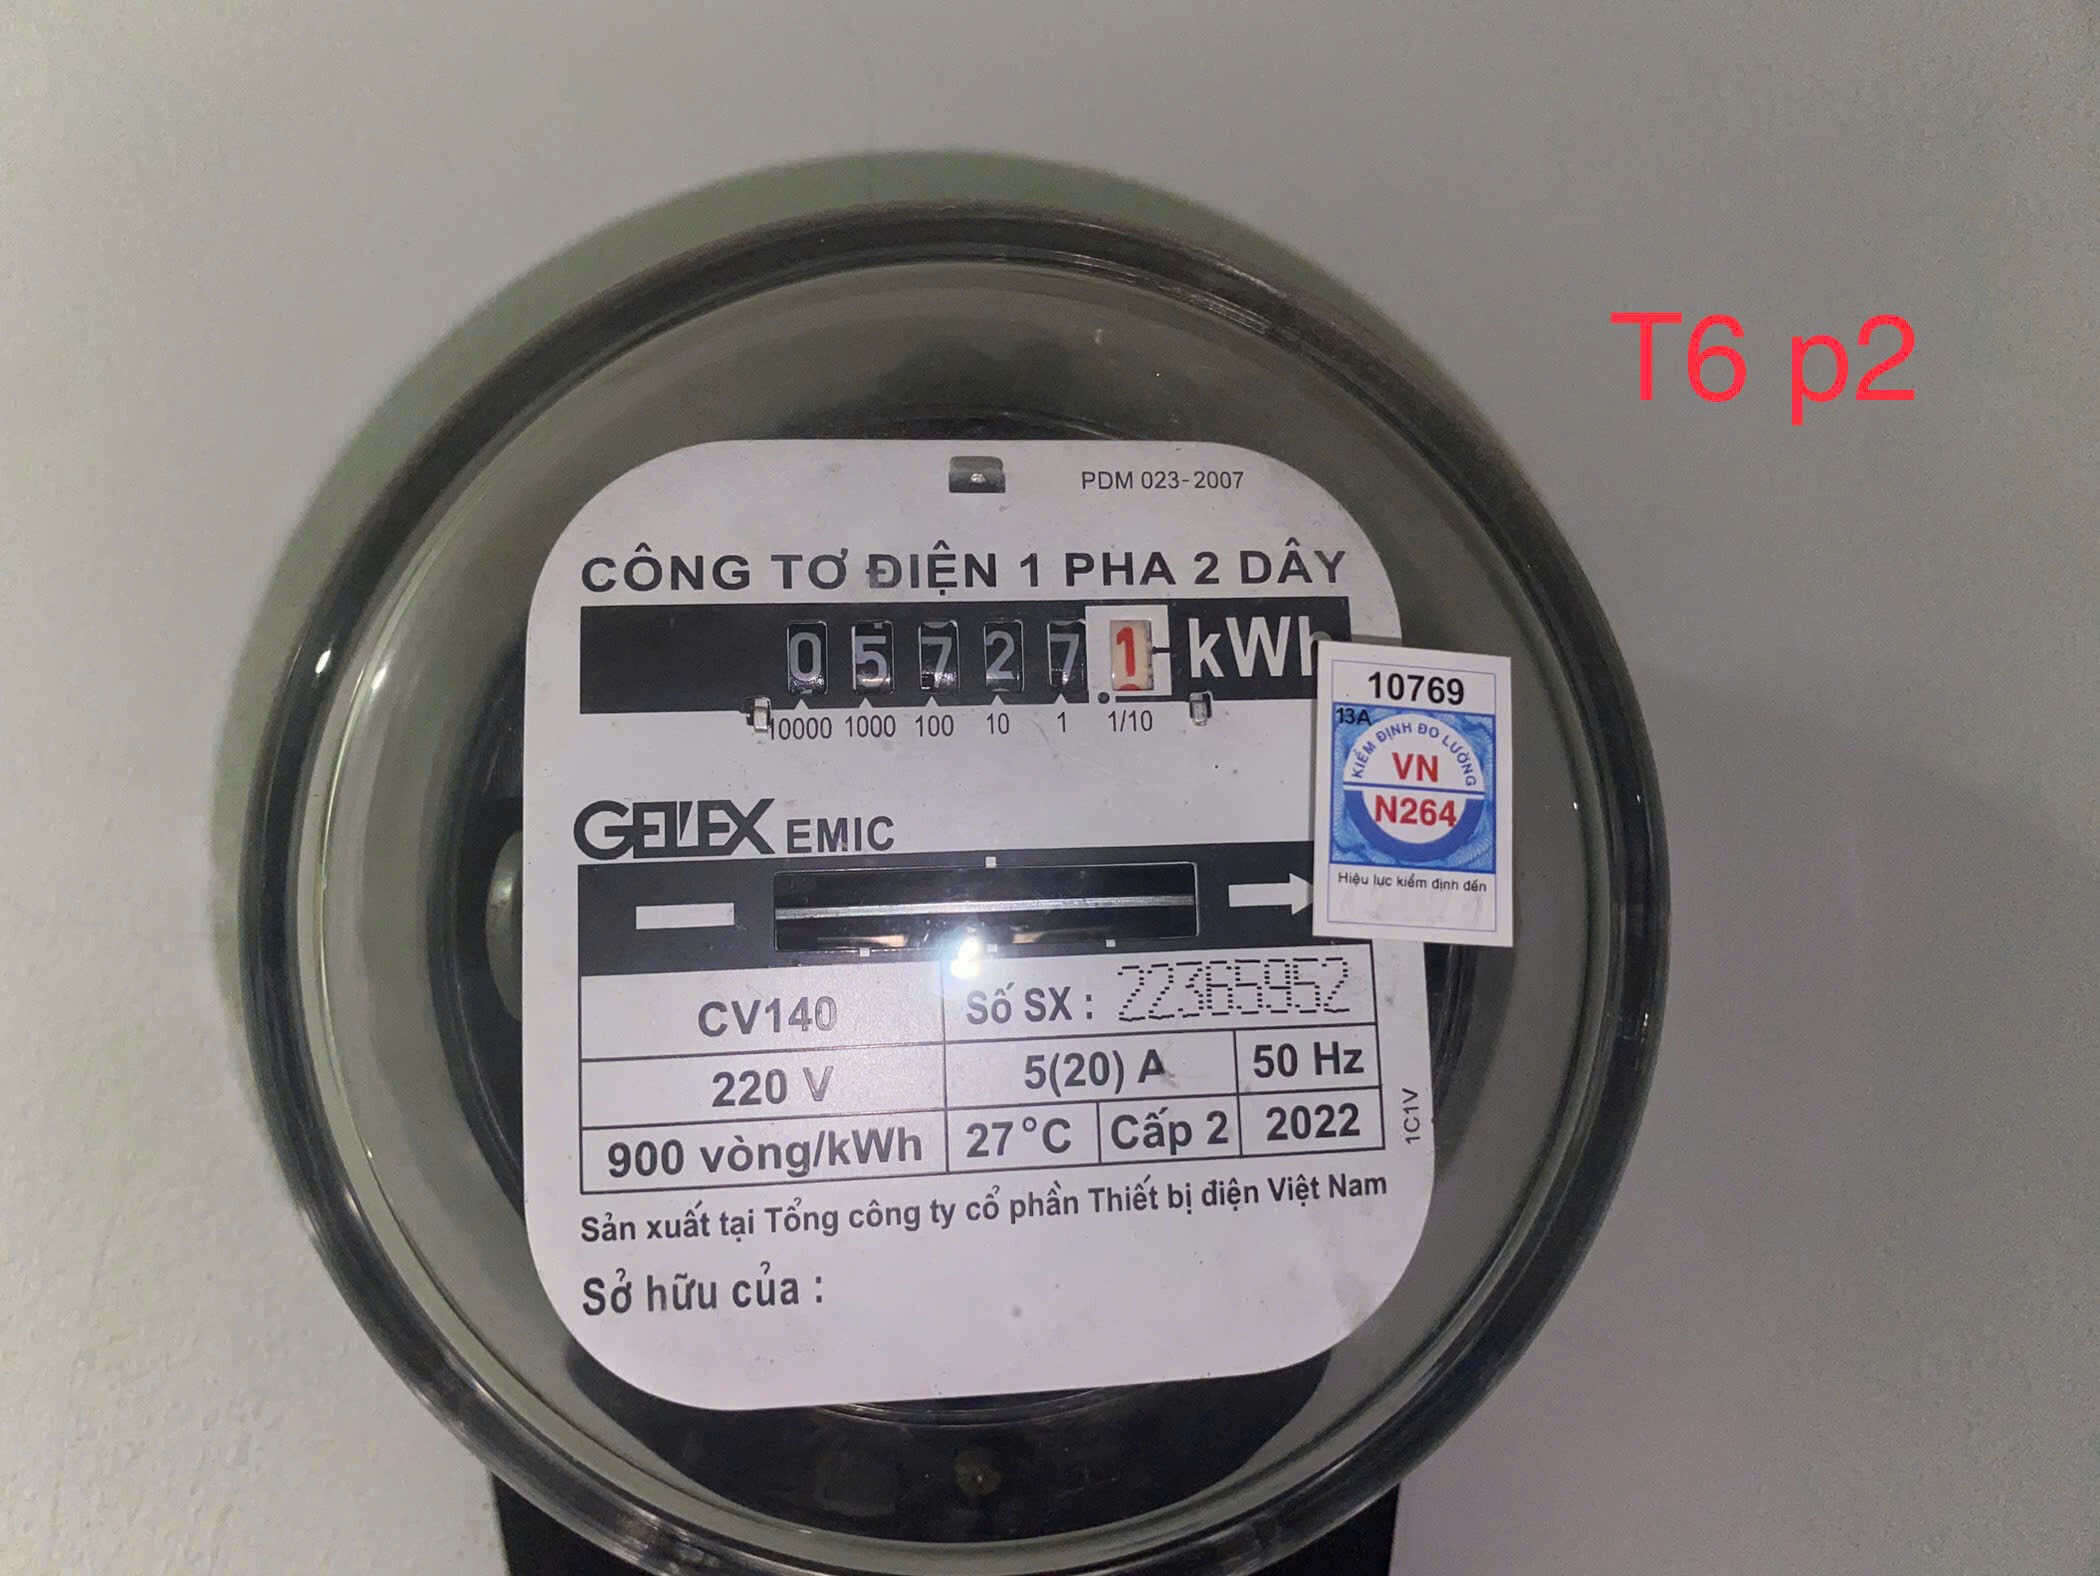 T6 p2
PDM 023-2007
CÔNG TƠ ĐIỆN 1 PHA 2 DÂY
0 5 7 2 7 1 kWh
10000 1000 100 10 1 1/10
10769
13A
KIỂM ĐỊNH ĐO LƯỜNG
VN
N264
Hiệu lực kiểm định đến
GELEX EMIC
CV140 Số SX : 22365952
220 V 5(20) A 50 Hz
900 vòng/kWh 27°C Cấp 2 2022
1C1V
Sản xuất tại Tổng công ty cổ phần Thiết bị điện Việt Nam
Sở hữu của :